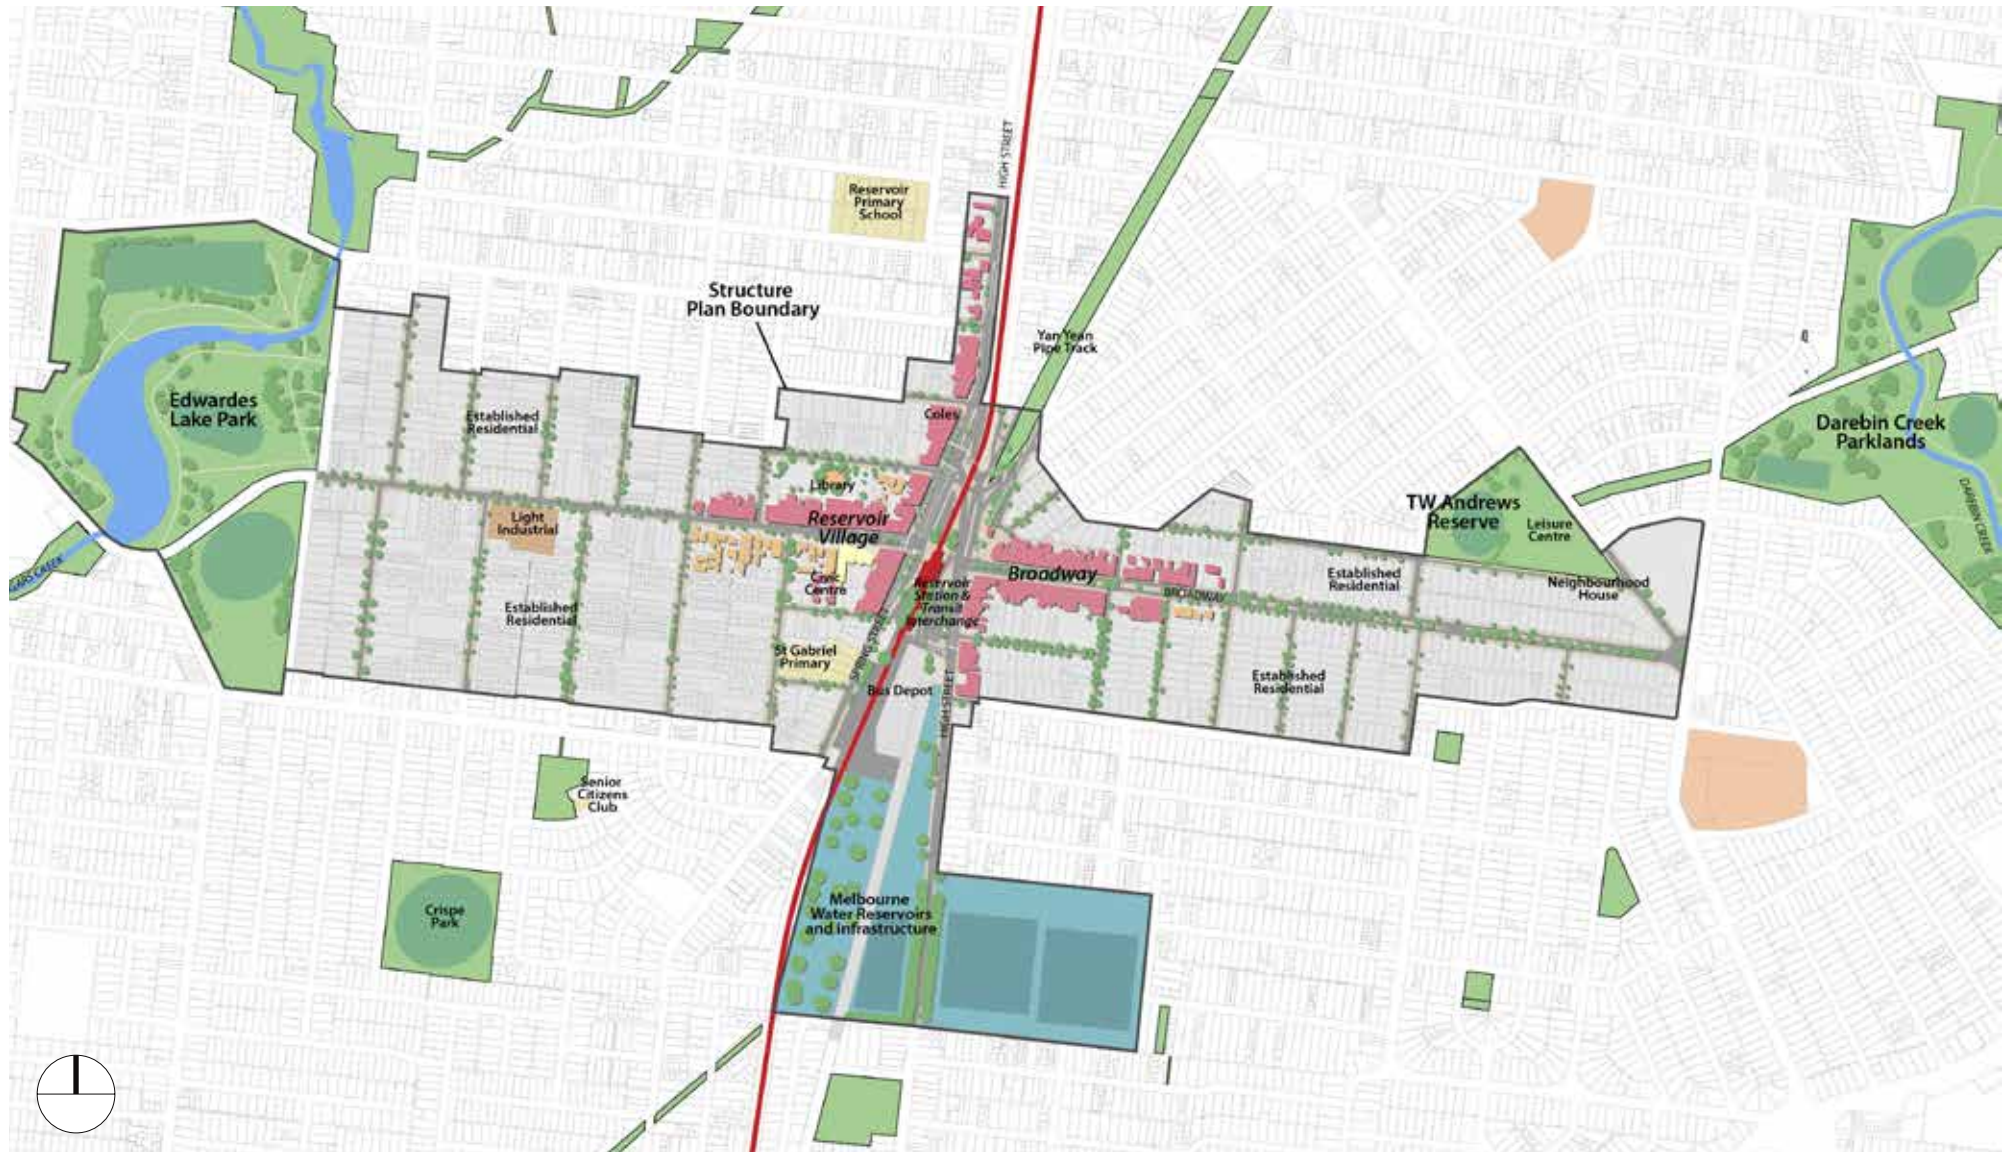 HIGH STREET
Reservoir
Primary
School
Structure
Plan Boundary
Yan Yean
Pipe Track
Edwardes
Lake Park
Established
Residential
Coles
Darebin Creek
Parklands
DAREBIN CREEK
Library
Reservoir
Village
Light
Industrial
TW Andrews
Reserve
Leisure
Centre
Broadway
BROADWAY
Established
Residential
Neighbourhood
House
Civic
Centre
Reservoir
Station &
Transit
Interchange
Established
Residential
SPRING STREET
St Gabriel
Primary
Bus Depot
HIGH STREET
Established
Residential
Senior
Citizens
Club
Crispe
Park
Melbourne
Water Reservoirs
and infrastructure